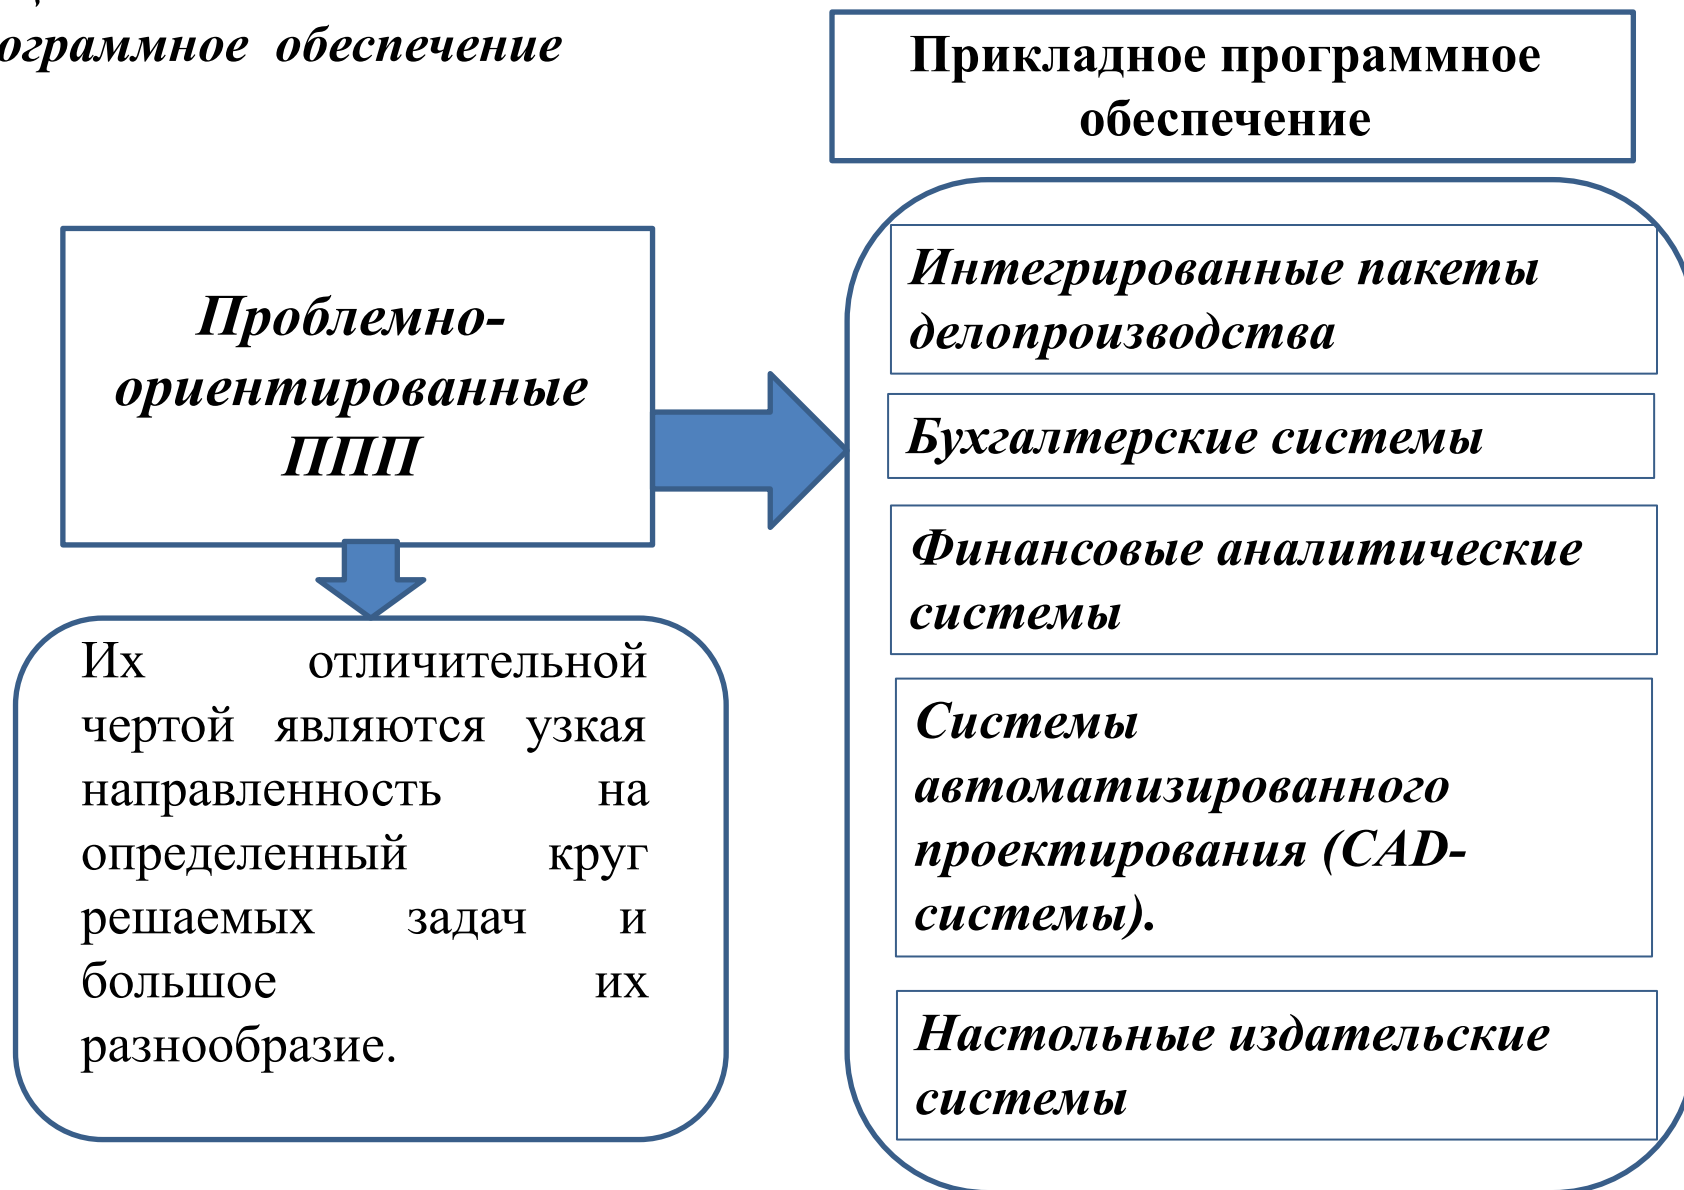 обеспечение
Прикладное программное
обеспечение
Проблемно-
ориентированные
ППП
Их отличительной
чертой являются узкая
направленность на
определенный круг
решаемых задач и
большое их
разнообразие.
Интегрированные пакеты
делопроизводства
Бухгалтерские системы
Финансовые аналитические
системы
Системы
автоматизированного
проектирования (CAD-
системы).
Настольные издательские
системы